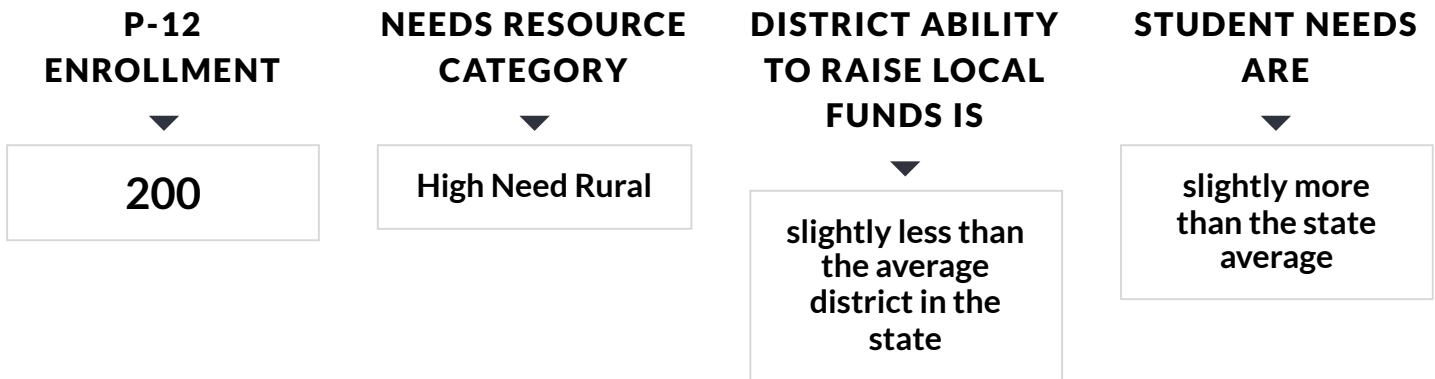 P-12
ENROLLMENT
200
NEEDS RESOURCE
CATEGORY
High Need Rural
DISTRICT ABILITY
TO RAISE LOCAL
FUNDS IS
slightly less than
the average
district in the
state
STUDENT NEEDS
ARE
slightly more
than the state
average